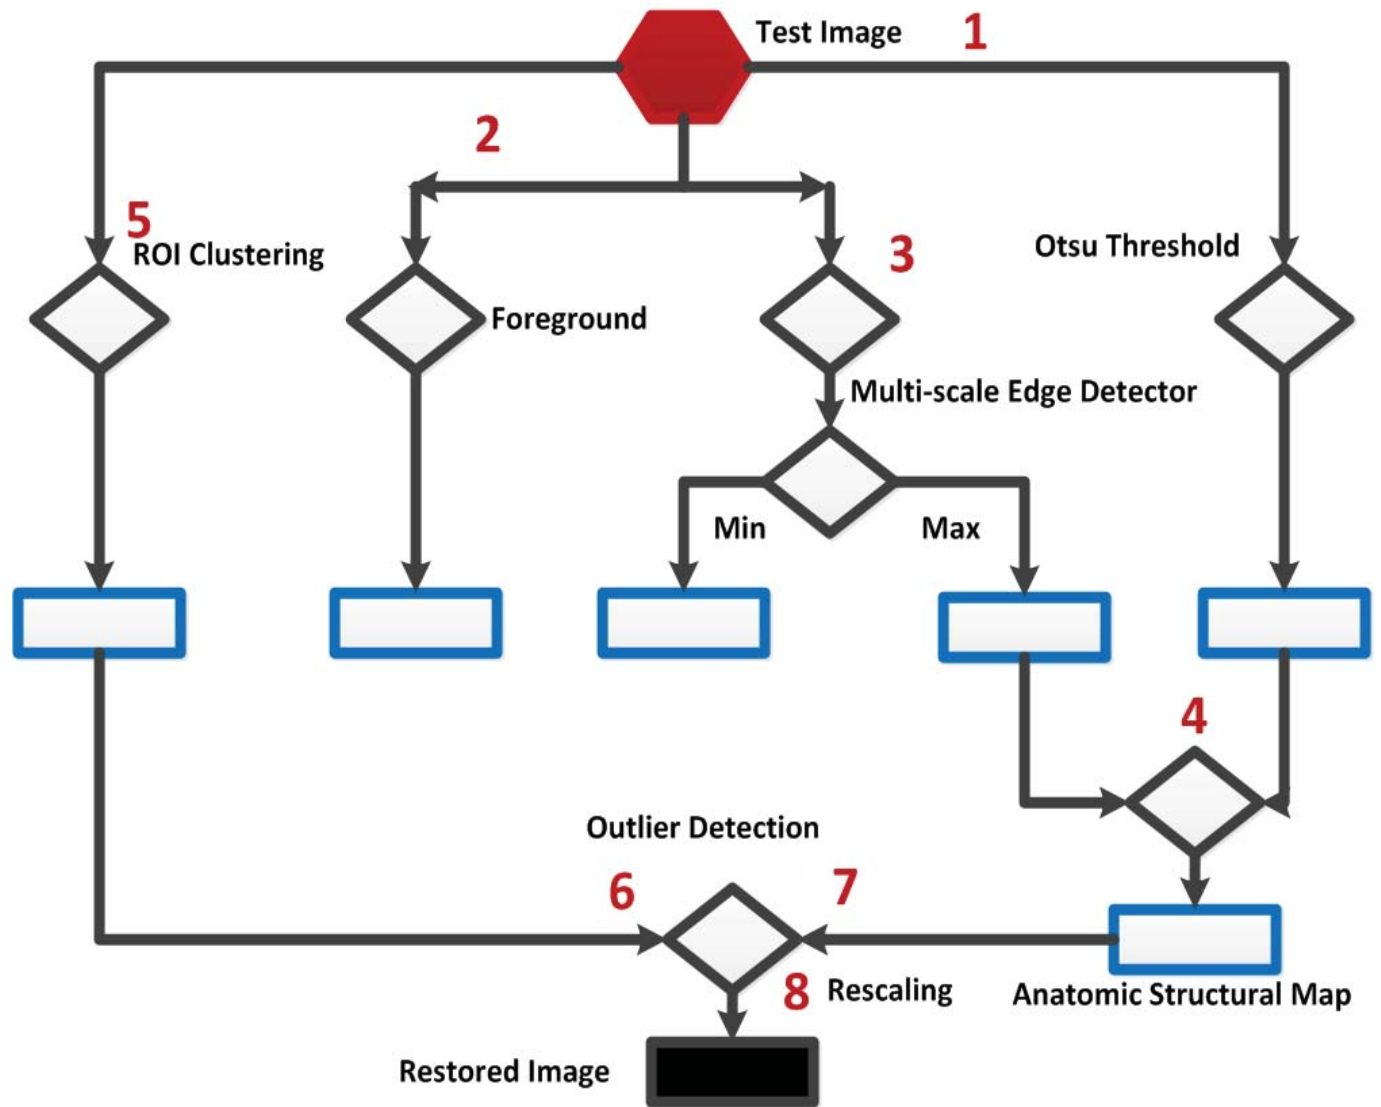 Test Image
1
2
5
ROI Clustering
3
Otsu Threshold
Foreground
Multi-scale Edge Detector
Min
Max
4
Outlier Detection
6
7
8
Rescaling
Anatomic Structural Map
Restored Image